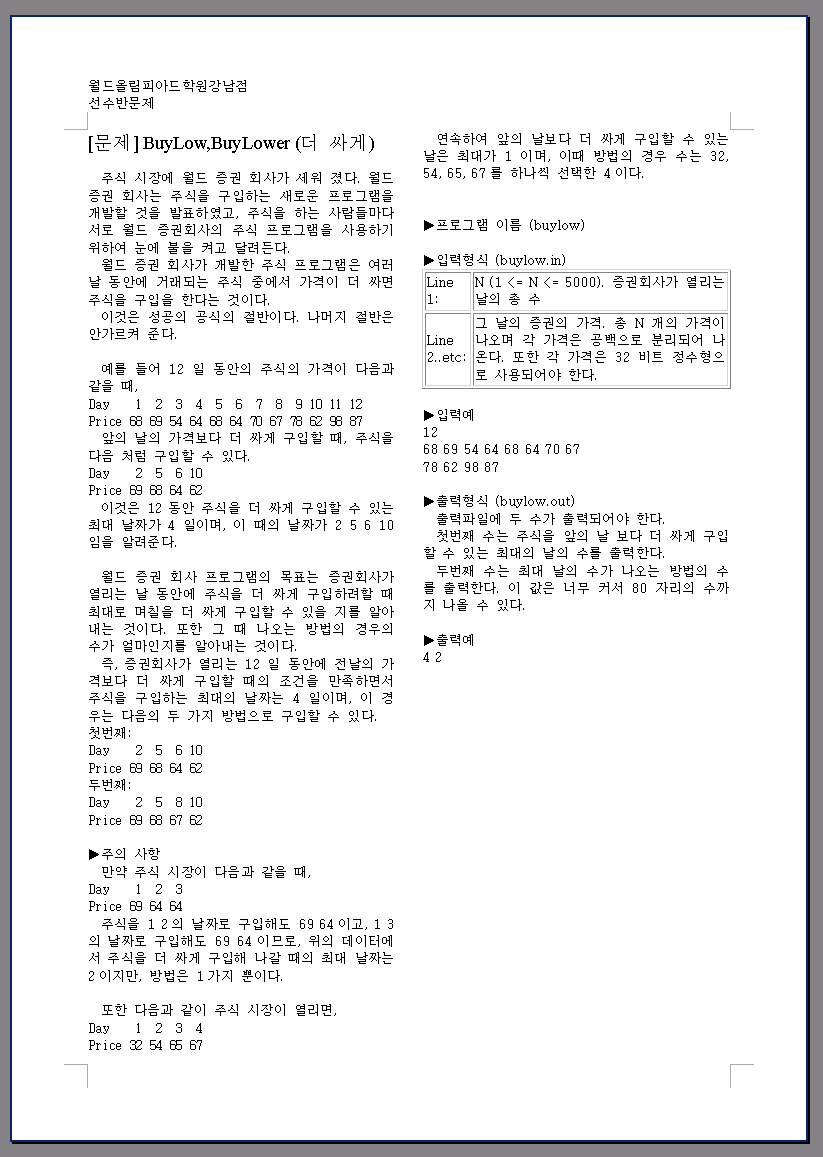 월드올림피아드학원강남점
선수반문제
[문제] BuyLow,BuyLower (더 싸게)
주식 시장에 월드 증권 회사가 세워 졌다. 월드
증권 회사는 주식을 구입하는 새로운 프로그램을
개발할 것을 발표하였고, 주식을 하는 사람들마다
서로 월드 증권회사의 주식 프로그램을 사용하기
위하여 눈에 불을 켜고 달려든다.
월드 증권 회사가 개발한 주식 프로그램은 여러
날 동안에 거래되는 주식 중에서 가격이 더 싸면
주식을 구입을 한다는 것이다.
이것은 성공의 공식의 절반이다. 나머지 절반은
안가르켜 준다.
예를 들어 12 일 동안의 주식의 가격이 다음과
같을 때,
Day 1 2 3 4 5 6 7 8 9 10 11 12
Price 68 69 54 64 68 64 70 67 78 62 98 87
앞의 날의 가격보다 더 싸게 구입할 때, 주식을
다음 처럼 구입할 수 있다.
Day 2 5 6 10
Price 69 68 64 62
이것은 12 동안 주식을 더 싸게 구입할 수 있는
최대 날짜가 4 일이며, 이 때의 날짜가 2 5 6 10
임을 알려준다.
월드 증권 회사 프로그램의 목표는 증권회사가
열리는 날 동안에 주식을 더 싸게 구입하려할 때
최대로 며칠을 더 싸게 구입할 수 있을 지를 알아
내는 것이다. 또한 그 때 나오는 방법의 경우의
수가 얼마인지를 알아내는 것이다.
즉, 증권회사가 열리는 12 일 동안에 전날의 가
격보다 더 싸게 구입할 때의 조건을 만족하면서
주식을 구입하는 최대의 날짜는 4 일이며, 이 경
우는 다음의 두 가지 방법으로 구입할 수 있다.
첫번째:
Day 2 5 6 10
Price 69 68 64 62
두번째:
Day 2 5 8 10
Price 69 68 67 62
▶주의 사항
만약 주식 시장이 다음과 같을 때,
Day 1 2 3
Price 69 64 64
주식을 1 2의 날짜로 구입해도 69 64이고, 1 3
의 날짜로 구입해도 69 64이므로, 위의 데이터에
서 주식을 더 싸게 구입해 나갈 때의 최대 날짜는
2이지만, 방법은 1가지 뿐이다.
또한 다음과 같이 주식 시장이 열리면,
Day 1 2 3 4
Price 32 54 65 67
연속하여 앞의 날보다 더 싸게 구입할 수 있는
날은 최대가 1 이며, 이때 방법의 경우 수는 32,
54, 65, 67를 하나씩 선택한 4이다.
▶프로그램 이름 (buylow)
▶입력형식 (buylow.in)
Line 1: N (1 <= N <= 5000). 증권회사가 열리는
날의 총 수
Line 2..etc: 그 날의 증권의 가격. 총 N 개의 가격이
나오며 각 가격은 공백으로 분리되어 나
온다. 또한 각 가격은 32 비트 정수형으
로 사용되어야 한다.
▶입력예
12
68 69 54 64 68 64 70 67
78 62 98 87
▶출력형식 (buylow.out)
출력파일에 두 수가 출력되어야 한다.
첫번째 수는 주식을 앞의 날 보다 더 싸게 구입
할 수 있는 최대의 날의 수를 출력한다.
두번째 수는 최대 날의 수가 나오는 방법의 수
를 출력한다. 이 값은 너무 커서 80 자리의 수까
지 나올 수 있다.
▶출력예
4 2